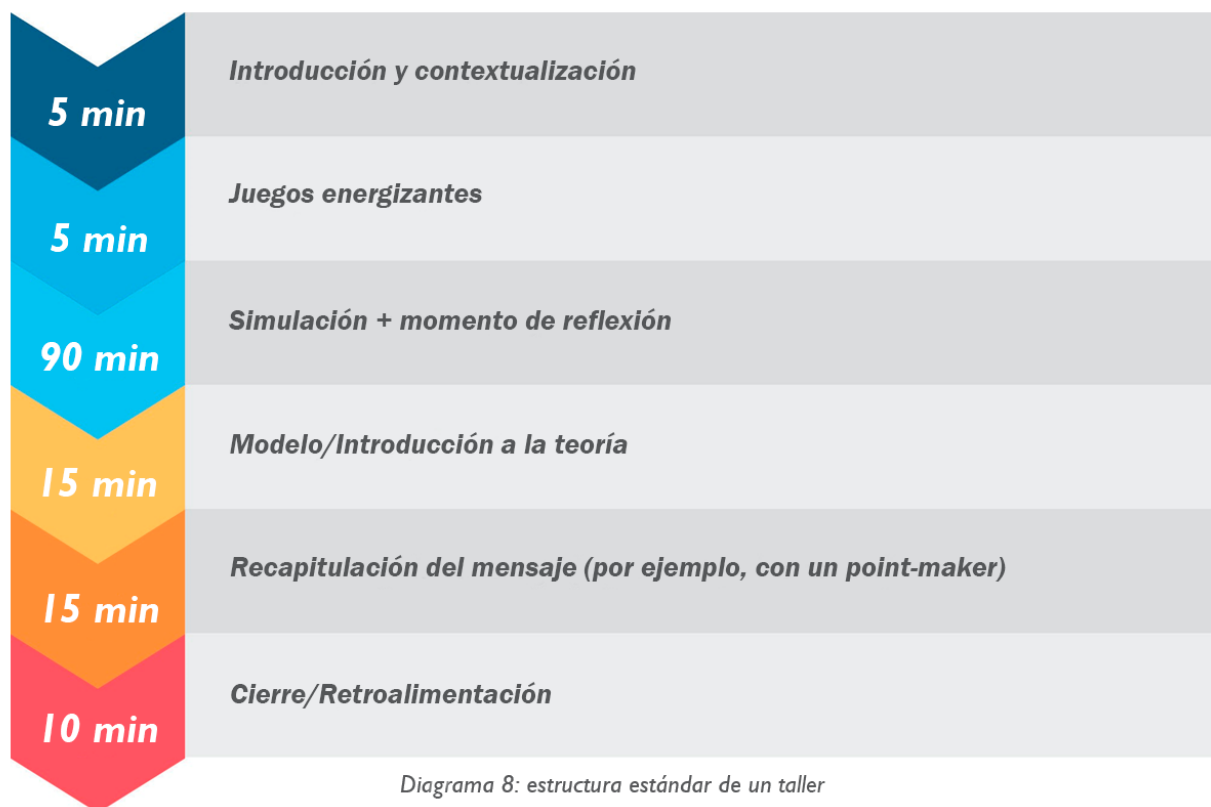 5 min
Introducción y contextualización
5 min
Juegos energizantes
90 min
Simulación + momento de reflexión
15 min
Modelo/Introducción a la teoría
15 min
Recapitulación del mensaje (por ejemplo, con un point-maker)
10 min
Cierre/Retroalimentación
Diagrama 8: estructura estándar de un taller